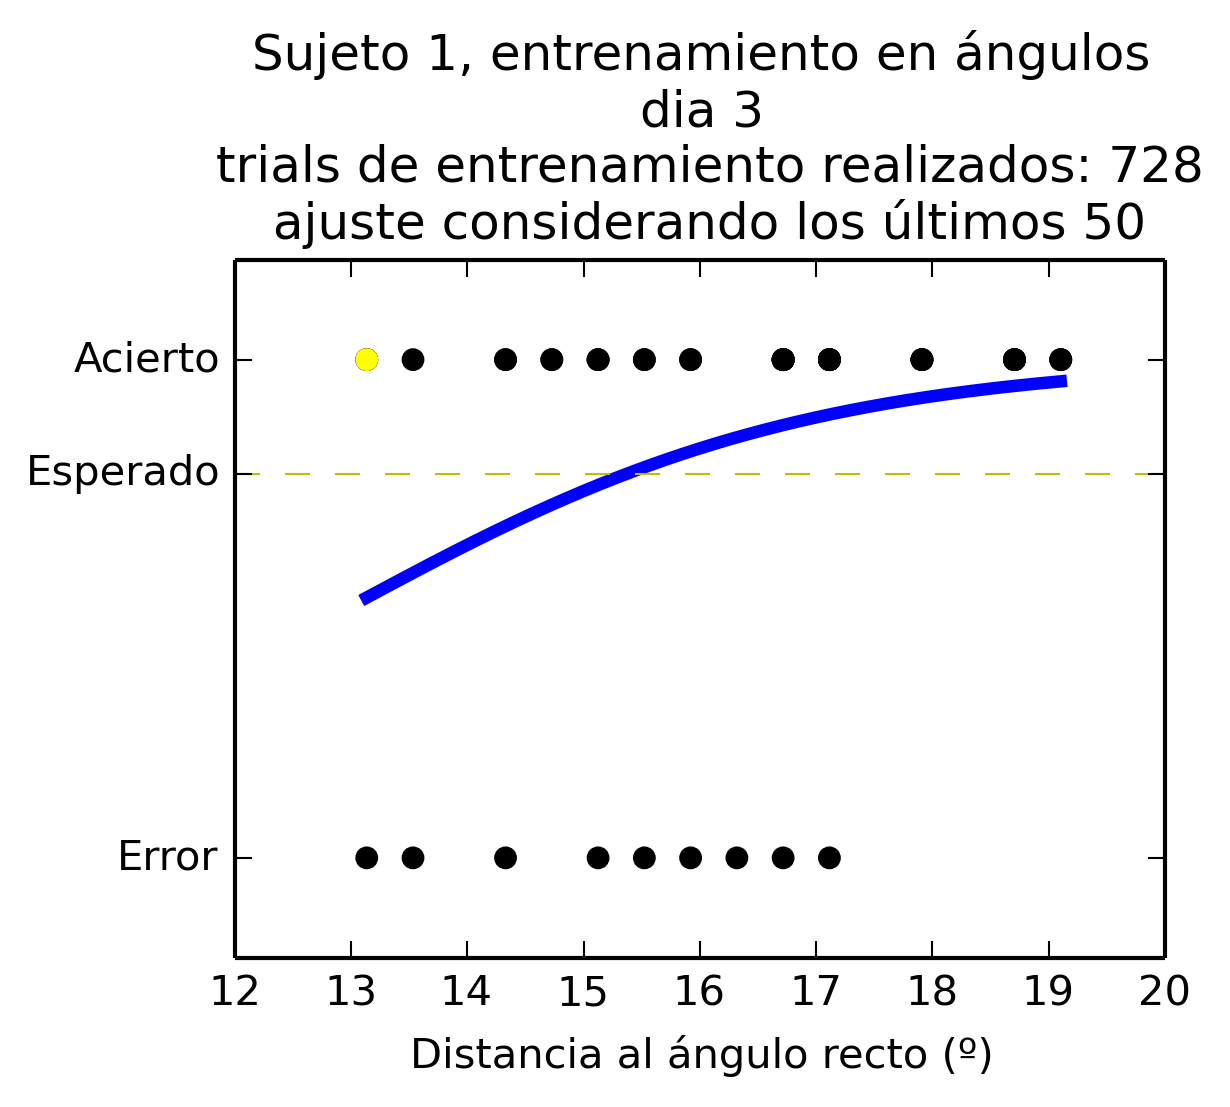 Sujeto 1, entrenamiento en ángulos
dia 3
trials de entrenamiento realizados: 728
ajuste considerando los últimos 50
Acierto
Esperado
Error
12 13 14 15 16 17 18 19 20
Distancia al ángulo recto (º)